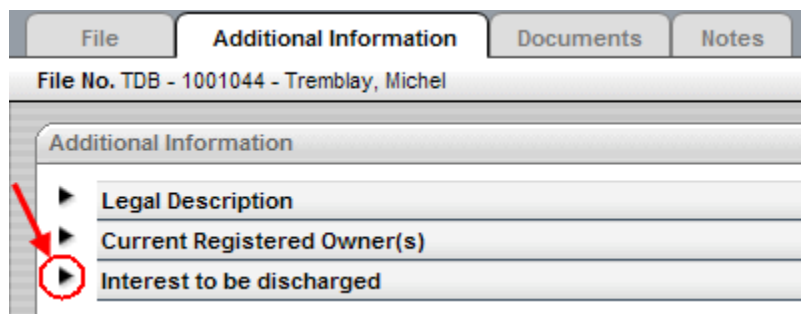 File Additional Information Documents Notes
File No. TDB - 1001044 - Tremblay, Michel
Additional Information
Legal Description
Current Registered Owner(s)
Interest to be discharged